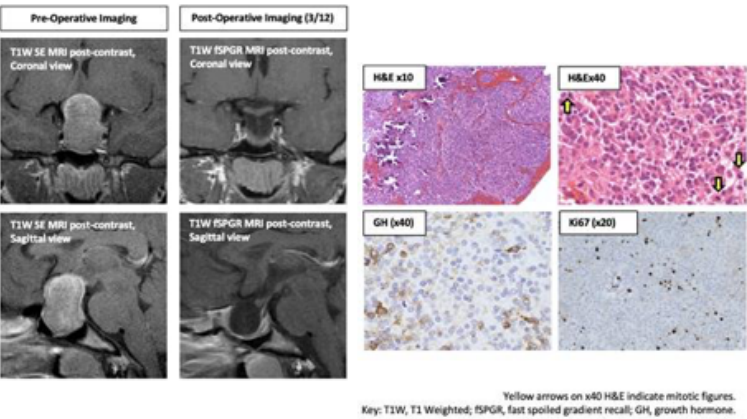 Pre-Operative Imaging
Post-Operative Imaging (3/12)
T1W SE MRI post-contrast,
Coronal view
T1W fSPGR MRI post-contrast,
Coronal view
T1W SE MRI post-contrast,
Sagittal view
T1W fSPGR MRI post-contrast,
Sagittal view
H&E x10
H&Ex40
GH (x40)
Ki67 (x20)
Yellow arrows on x40 H&E indicate mitotic figures.
Key: T1W, T1 Weighted; fSPGR, fast spoiled gradient recall; GH, growth hormone.